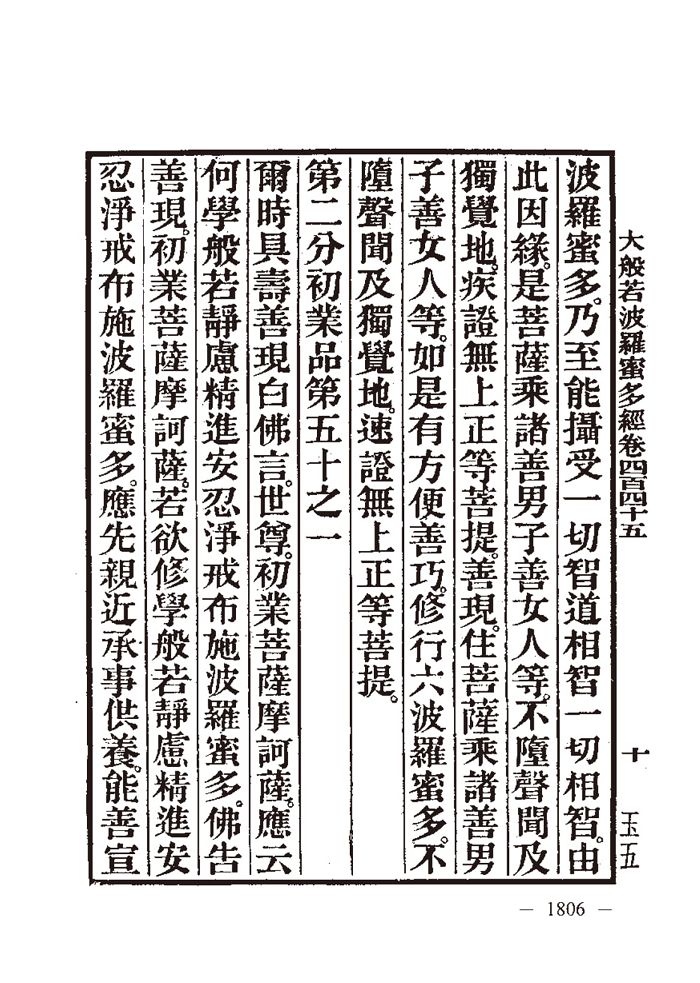 大般若波羅蜜多經卷四百四十五　十　玉五
波羅蜜多。乃至能攝受一切智道相智一切相智。由
此因緣。是菩薩乘諸善男子善女人等。不墮聲聞及
獨覺地。疾證無上正等菩提。善現。住菩薩乘諸善男
子善女人等。如是有方便善巧。修行六波羅蜜多。不
墮聲聞及獨覺地。速證無上正等菩提。
第二分初業品第五十之一
爾時具壽善現白佛言。世尊。初業菩薩摩訶薩。應云
何學般若靜慮精進安忍淨戒布施波羅蜜多。佛告
善現。初業菩薩摩訶薩。若欲修學般若靜慮精進安
忍淨戒布施波羅蜜多。應先親近承事供養。能善宣
— 1806 —